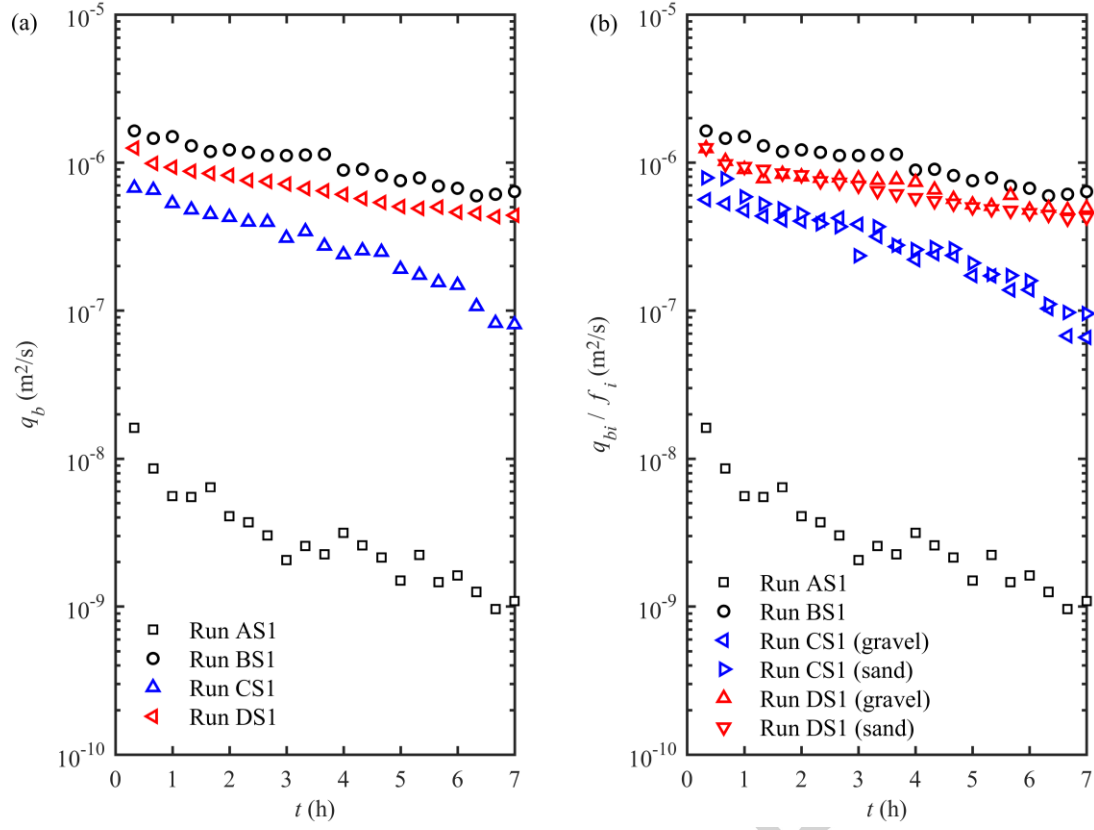 (a)
10⁻⁵
10⁻⁶
10⁻⁷
10⁻⁸
10⁻⁹
10⁻¹⁰
q_b (m²/s)
Run AS1
Run BS1
Run CS1
Run DS1
0 1 2 3 4 5 6 7
t (h)
(b)
10⁻⁵
10⁻⁶
10⁻⁷
10⁻⁸
10⁻⁹
10⁻¹⁰
q_bi / f_i (m²/s)
Run AS1
Run BS1
Run CS1 (gravel)
Run CS1 (sand)
Run DS1 (gravel)
Run DS1 (sand)
0 1 2 3 4 5 6 7
t (h)